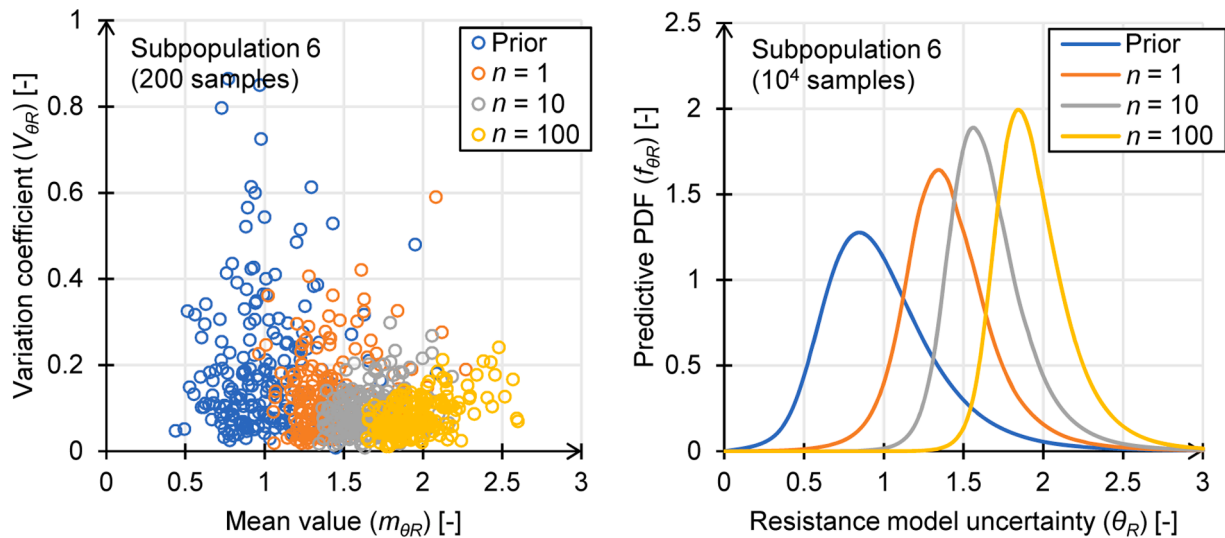 Subpopulation 6
(200 samples)
Prior
n = 1
n = 10
n = 100
Variation coefficient (VθR) [-]
1
0.8
0.6
0.4
0.2
0
0 0.5 1 1.5 2 2.5 3
Mean value (mθR) [-]
Subpopulation 6
(10⁴ samples)
Prior
n = 1
n = 10
n = 100
Predictive PDF (fθR) [-]
2.5
2
1.5
1
0.5
0
0 0.5 1 1.5 2 2.5 3
Resistance model uncertainty (θR) [-]